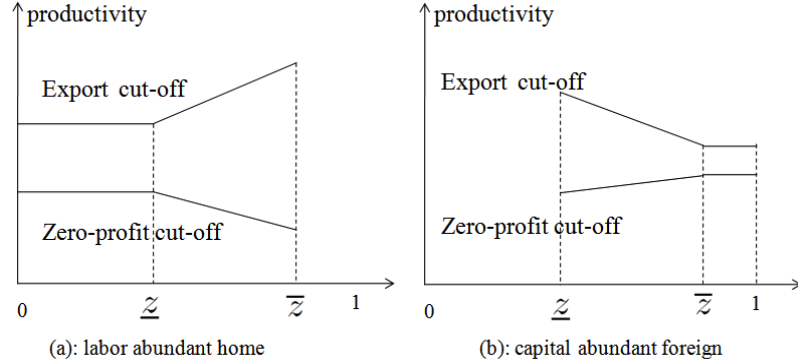 productivity
Export cut-off
Zero-profit cut-off
0
z
z̅
1
(a): labor abundant home
productivity
Export cut-off
Zero-profit cut-off
0
z
z̅
1
(b): capital abundant foreign